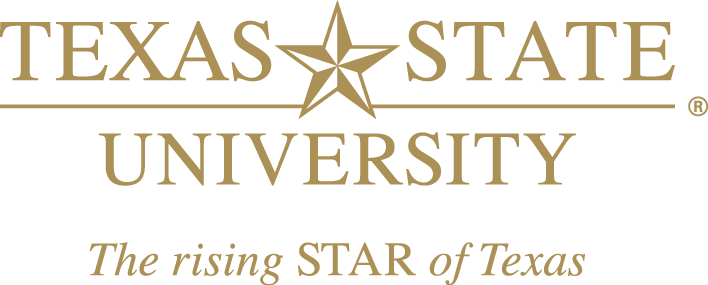 TEXAS STATE ®
UNIVERSITY
The rising STAR of Texas